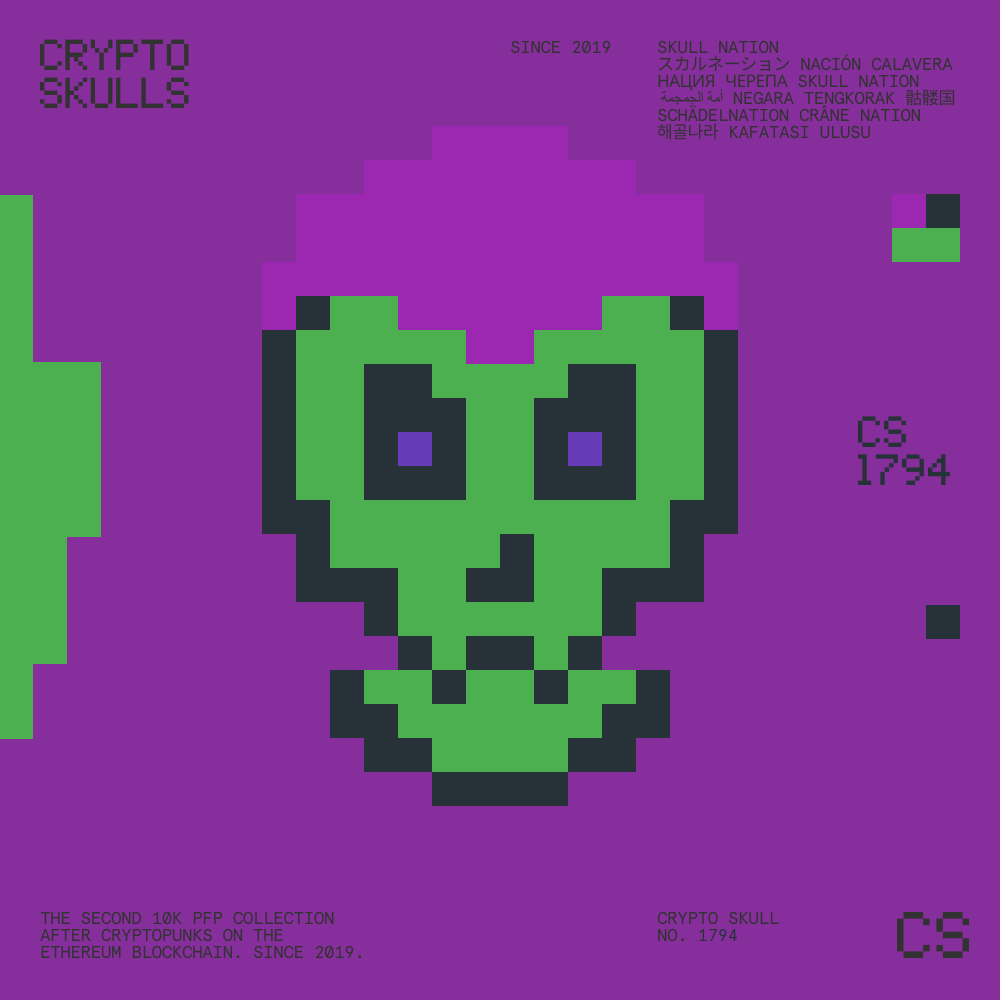 CRYPTO
SKULLS
SINCE 2019
SKULL NATION
スカルネーション NACIÓN CALAVERA
НАЦИЯ ЧЕРЕПА SKULL NATION
أمة الجمجمة NEGARA TENGKORAK 骷髅国
SCHÄDELNATION CRÂNE NATION
해골나라 KAFATASI ULUSU
CS
1794
THE SECOND 10K PFP COLLECTION
AFTER CRYPTOPUNKS ON THE
ETHEREUM BLOCKCHAIN. SINCE 2019.
CRYPTO SKULL
NO. 1794
CS